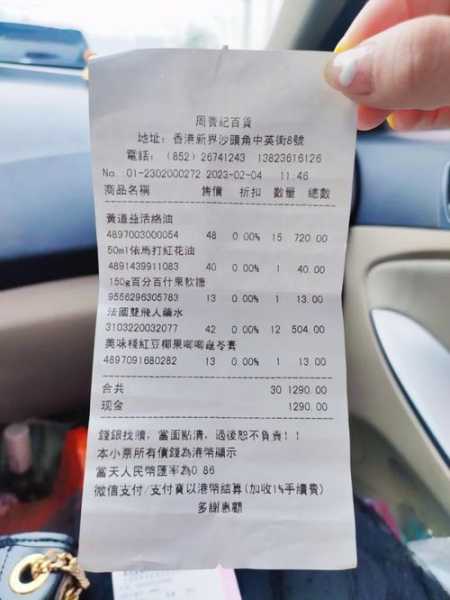 周善記百貨
地址: 香港新界沙頭角中英街8號
電話: (852) 26741243 13823616126
No. 01-2302000272 2023-02-04 11:46
商品名稱 售價 折扣 數量 總數
黃道益活絡油
4897003000054 48 0.00% 15 720.00
50ml依馬打紅花油
4891439911083 40 0.00% 1 40.00
150g百分百什果軟糖
9556296305783 13 0.00% 1 13.00
法國雙飛人藥水
3103220032077 42 0.00% 12 504.00
美味棧紅豆椰果唧唧龜苓膏
4897091680282 13 0.00% 1 13.00
合共 30 1290.00
现金 1290.00
錢銀找贖, 當面點清, 過後恕不負責!!
本小票所有價錢為港幣顯示
當天人民幣匯率為0.86
微信支付/支付寶以港幣結算(加收1%手續費)
多謝惠顧